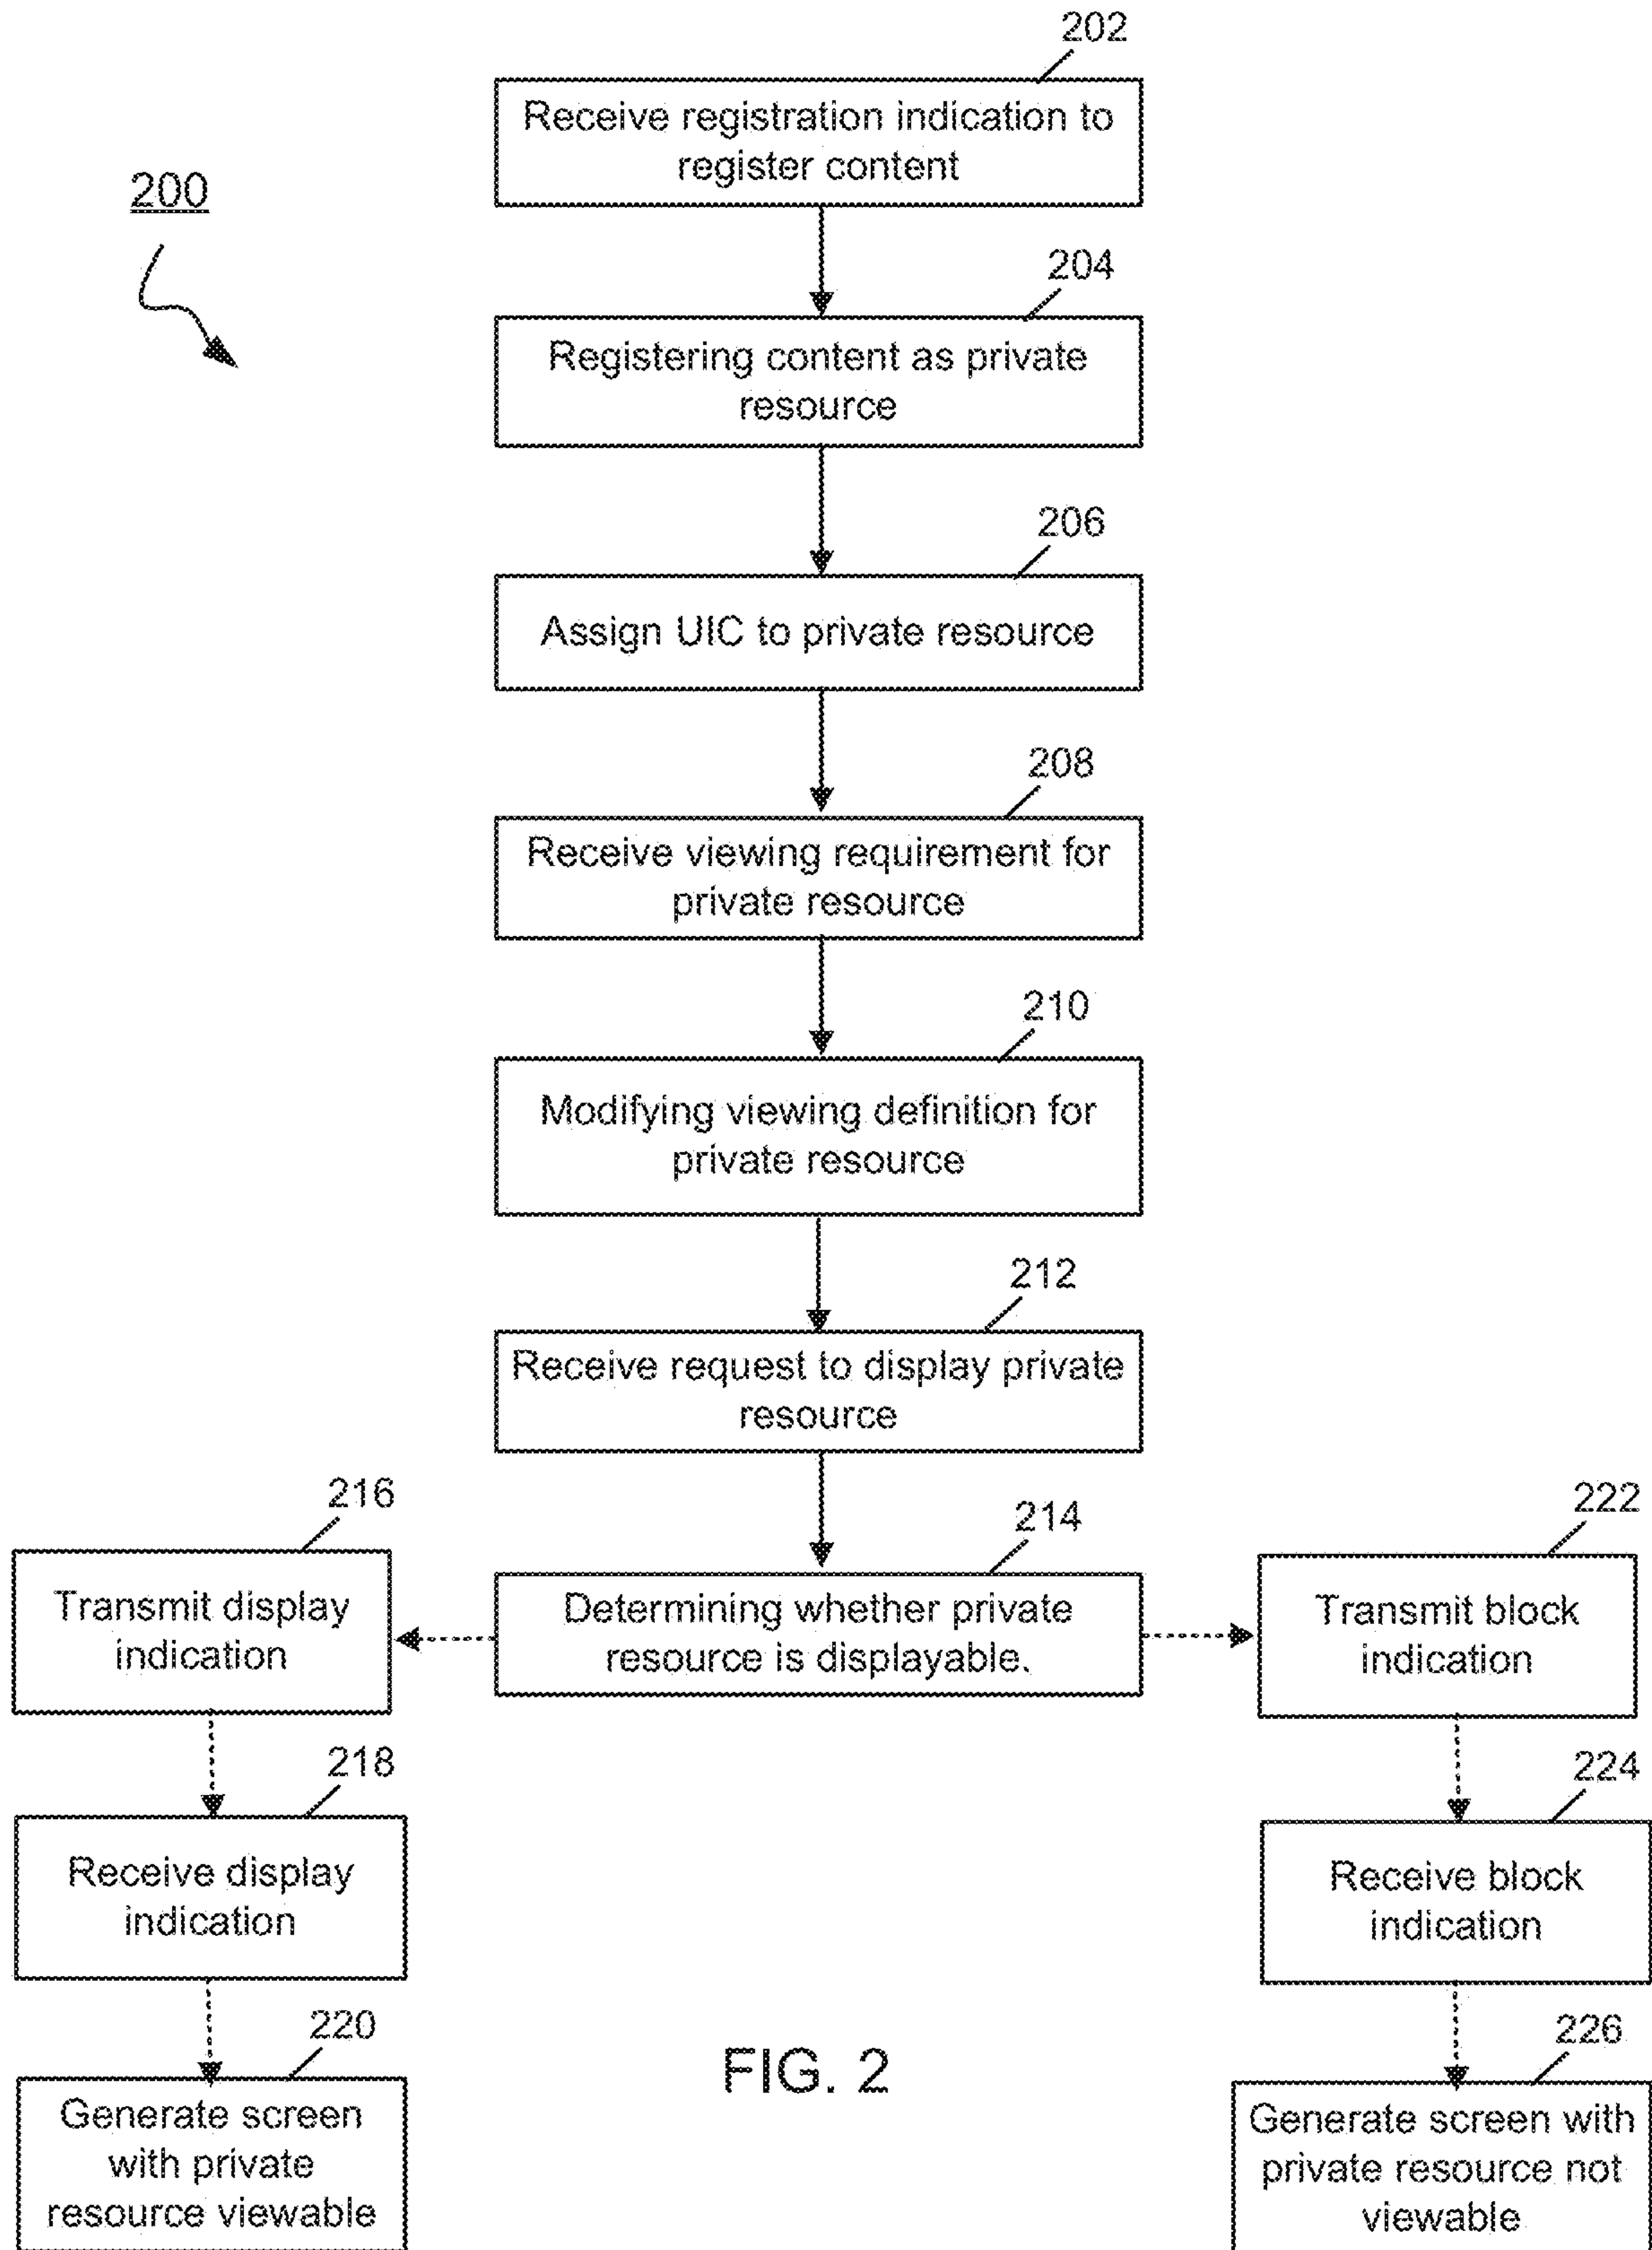 202
Receive registration indication to
register content
200
204
Registering content as private
resource
206
Assign UIC to private resource
208
Receive viewing requirement for
private resource
210
Modifying viewing definition for
private resource
212
Receive request to display private
resource
214
Determining whether private
resource is displayable.
216
Transmit display
indication
218
Receive display
indication
220
Generate screen
with private
resource viewable
222
Transmit block
indication
224
Receive block
indication
226
Generate screen with
private resource not
viewable
FIG. 2